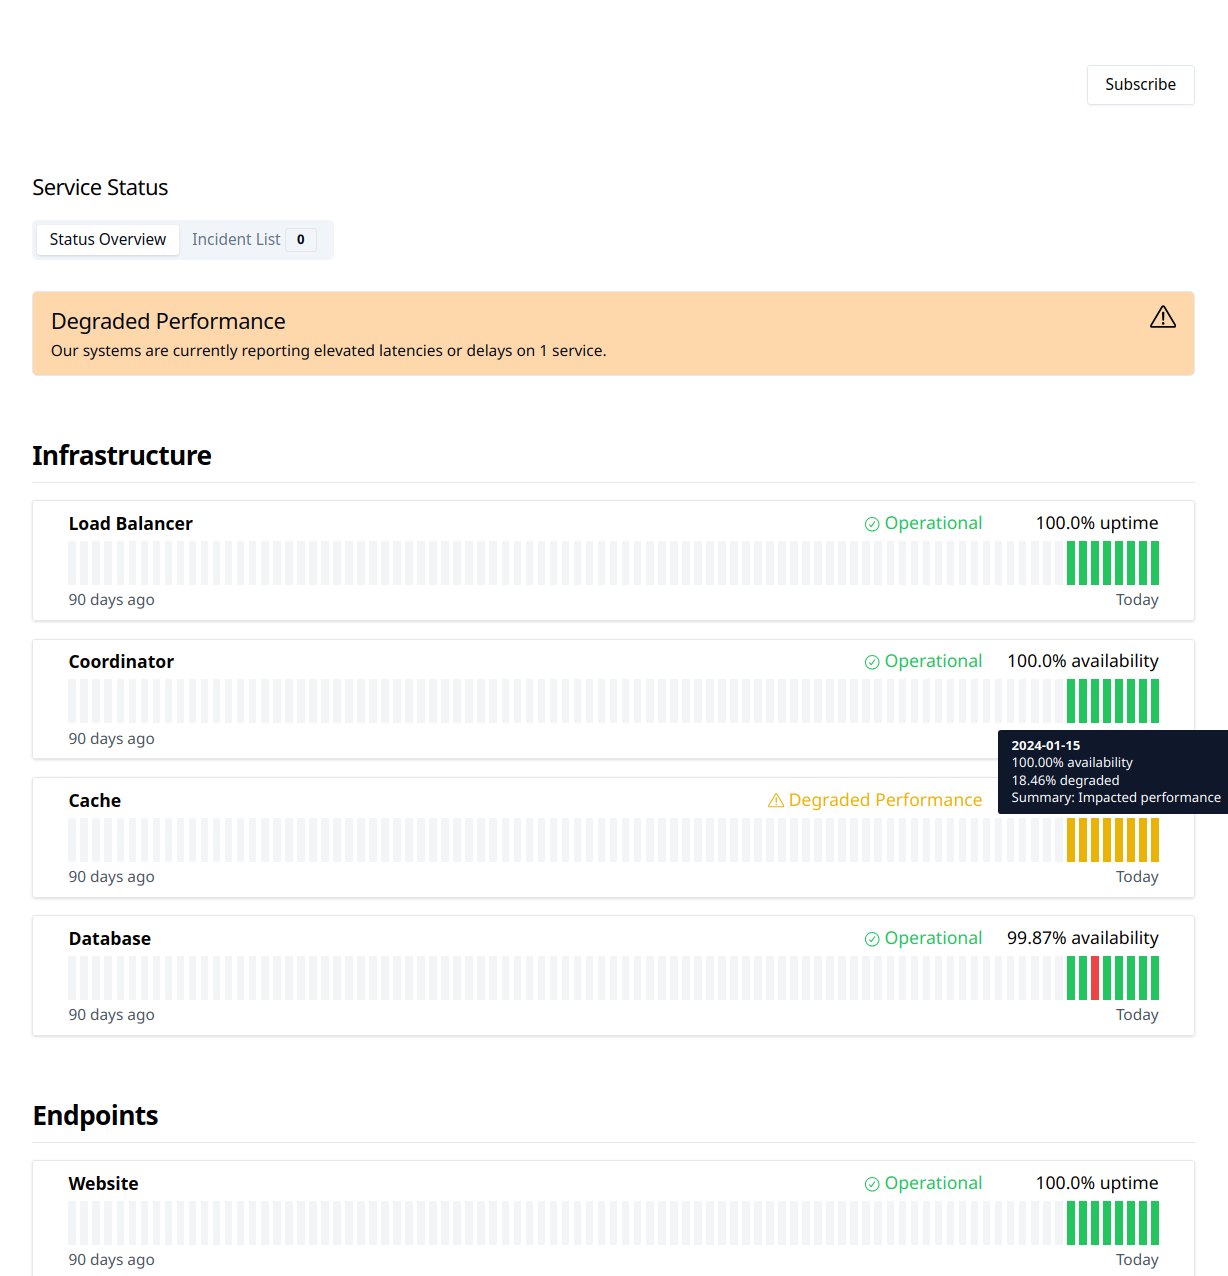 Subscribe
Service Status
Status Overview Incident List 0
Degraded Performance
Our systems are currently reporting elevated latencies or delays on 1 service.
Infrastructure
Load Balancer Operational 100.0% uptime
90 days ago Today
Coordinator Operational 100.0% availability
90 days ago
2024-01-15
100.00% availability
18.46% degraded
Summary: Impacted performance
Cache Degraded Performance
90 days ago Today
Database Operational 99.87% availability
90 days ago Today
Endpoints
Website Operational 100.0% uptime
90 days ago Today